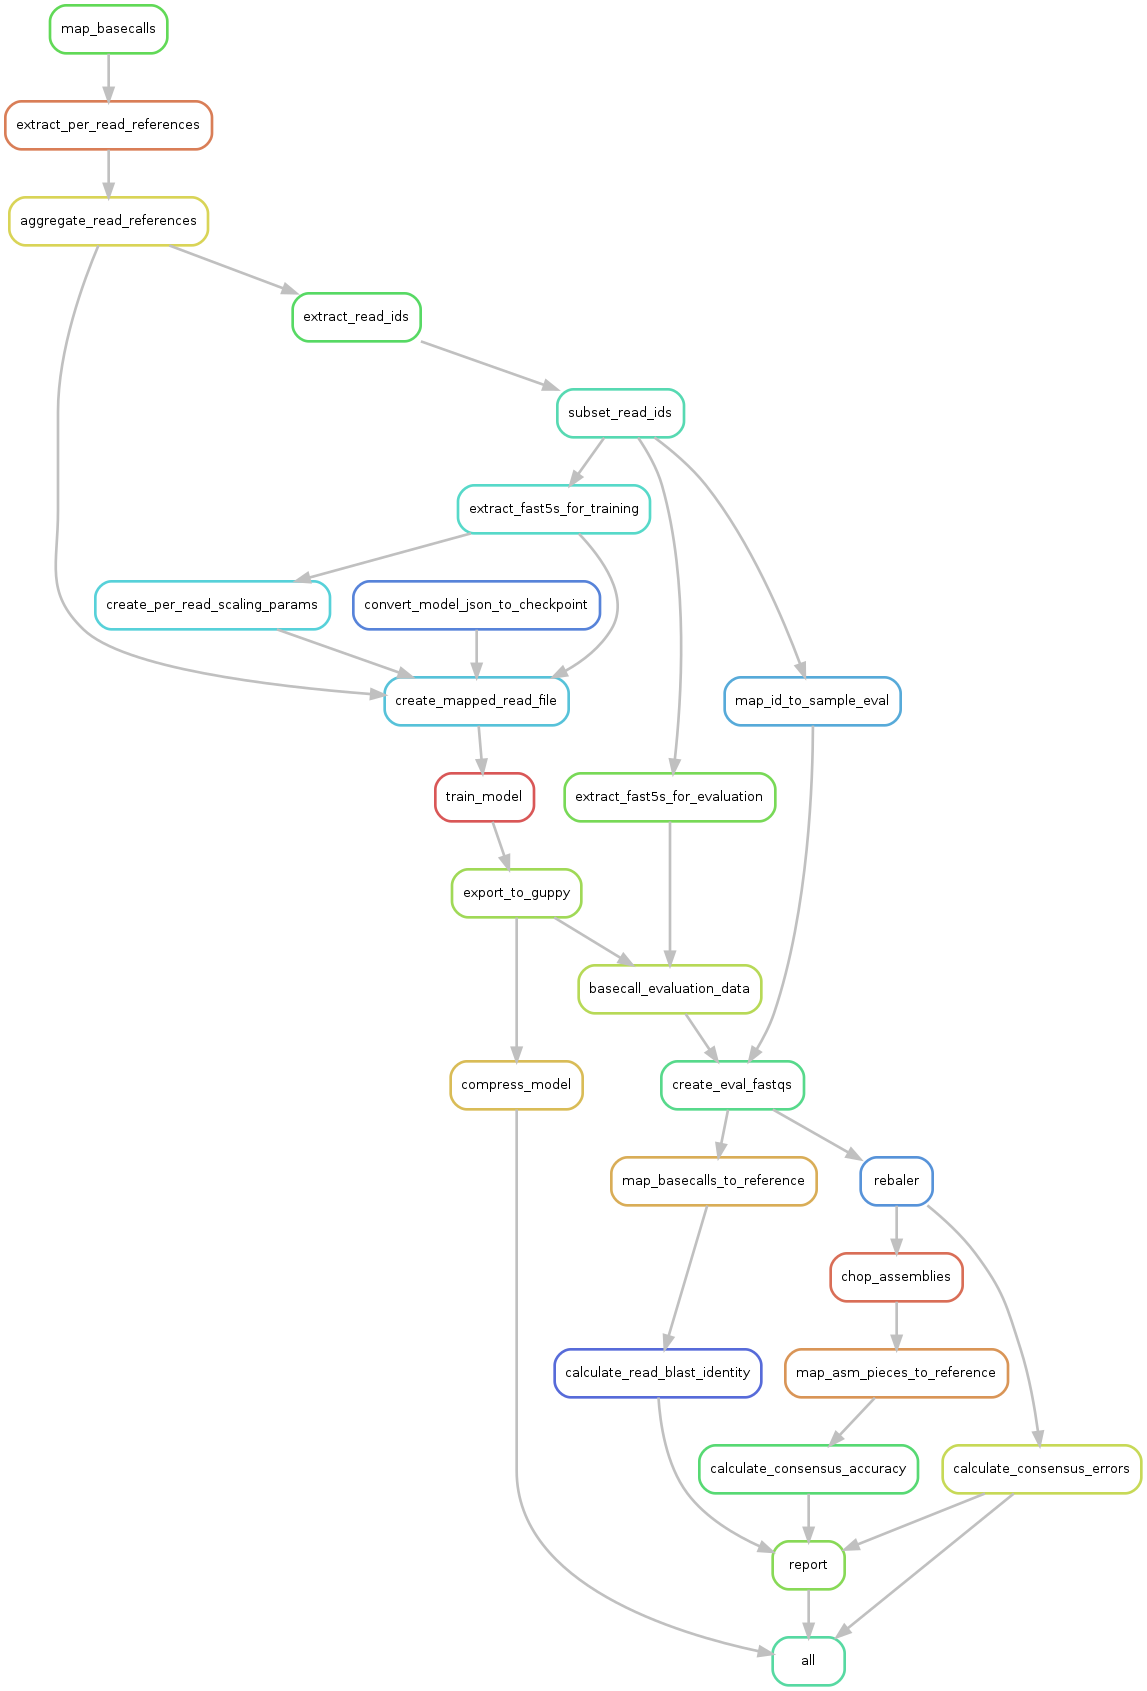 map_basecalls
extract_per_read_references
aggregate_read_references
extract_read_ids
subset_read_ids
extract_fast5s_for_training
create_per_read_scaling_params
convert_model_json_to_checkpoint
create_mapped_read_file
map_id_to_sample_eval
train_model
extract_fast5s_for_evaluation
export_to_guppy
basecall_evaluation_data
compress_model
create_eval_fastqs
map_basecalls_to_reference
rebaler
chop_assemblies
calculate_read_blast_identity
map_asm_pieces_to_reference
calculate_consensus_accuracy
calculate_consensus_errors
report
all